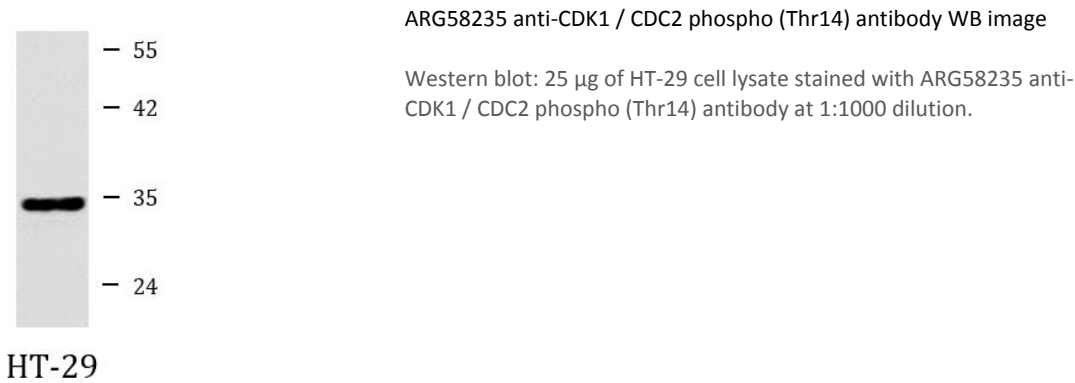 ARG58235 anti-CDK1 / CDC2 phospho (Thr14) antibody WB image
Western blot: 25 µg of HT-29 cell lysate stained with ARG58235 anti-
CDK1 / CDC2 phospho (Thr14) antibody at 1:1000 dilution.
– 55
– 42
– 35
– 24
HT-29